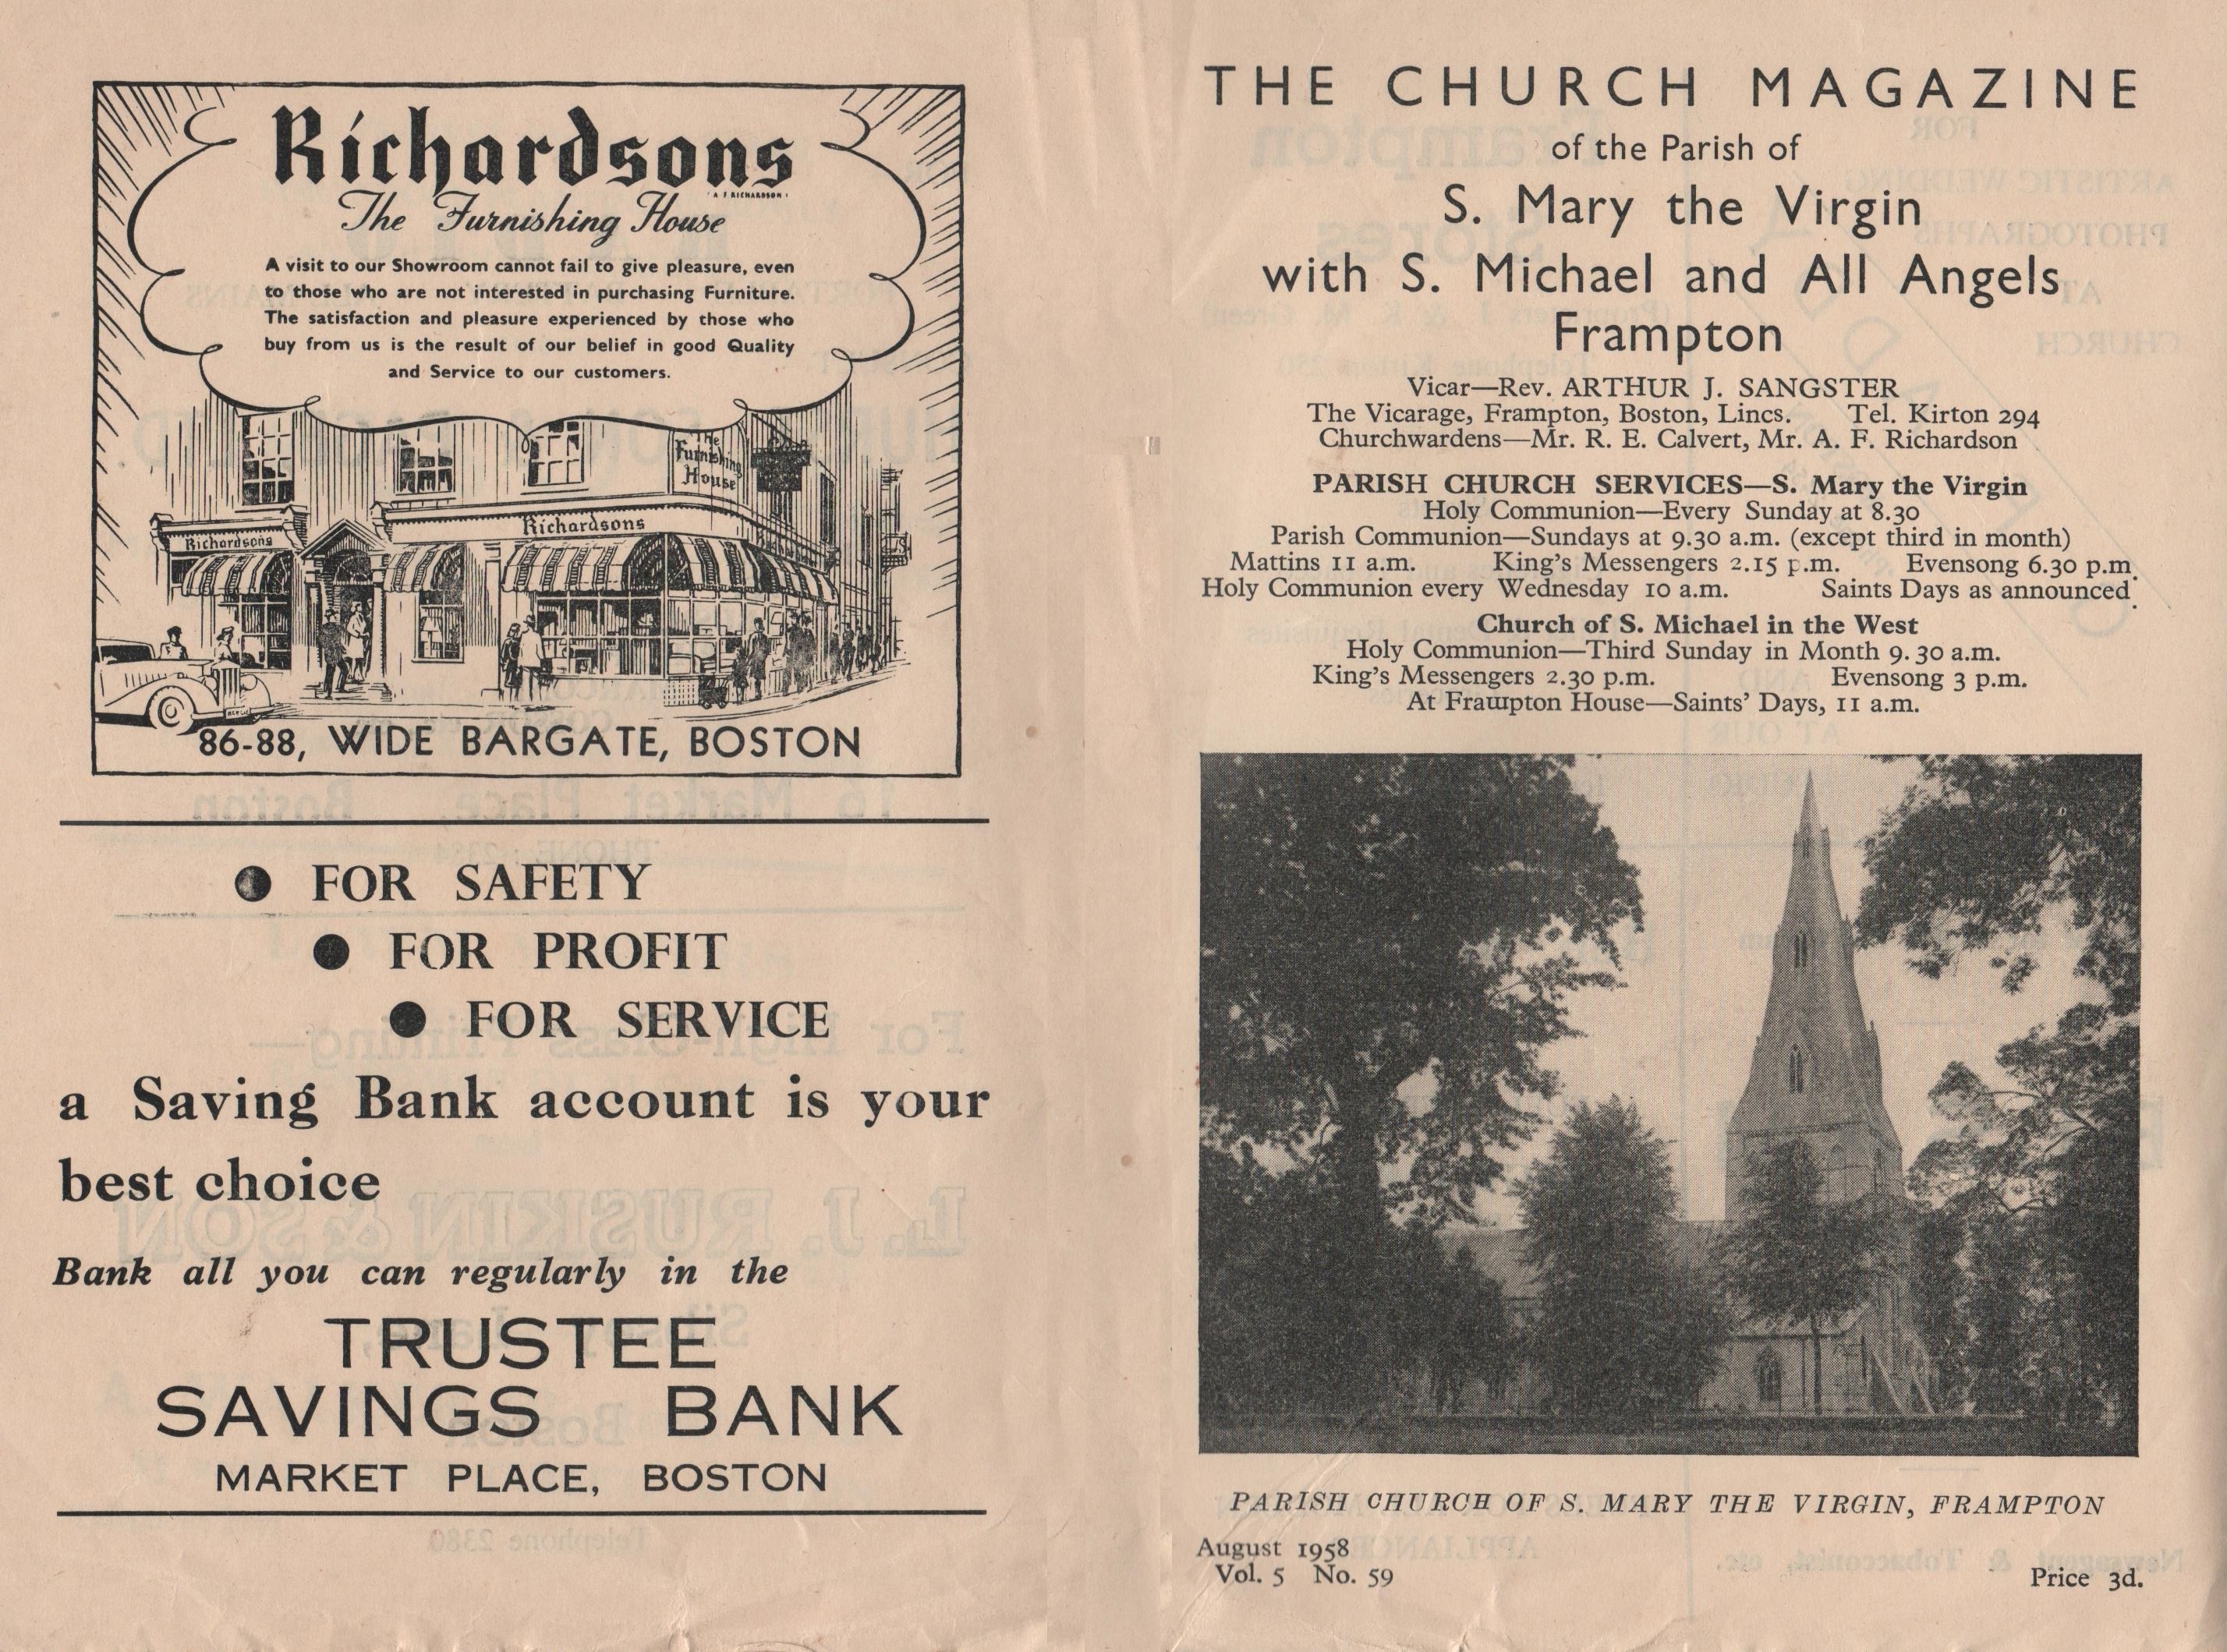 Richardsons
(A. F. RICHARDSON)
The Furnishing House
A visit to our Showroom cannot fail to give pleasure, even
to those who are not interested in purchasing Furniture.
The satisfaction and pleasure experienced by those who
buy from us is the result of our belief in good Quality
and Service to our customers.
The
Furnishing
House
Richardsons
Richardsons
86-88, WIDE BARGATE, BOSTON
● FOR SAFETY
● FOR PROFIT
● FOR SERVICE
a Saving Bank account is your
best choice
Bank all you can regularly in the
TRUSTEE
SAVINGS BANK
MARKET PLACE, BOSTON
THE CHURCH MAGAZINE
of the Parish of
S. Mary the Virgin
with S. Michael and All Angels
Frampton
Vicar—Rev. ARTHUR J. SANGSTER
The Vicarage, Frampton, Boston, Lincs. Tel. Kirton 294
Churchwardens—Mr. R. E. Calvert, Mr. A. F. Richardson
PARISH CHURCH SERVICES—S. Mary the Virgin
Holy Communion—Every Sunday at 8.30
Parish Communion—Sundays at 9.30 a.m. (except third in month)
Mattins 11 a.m. King's Messengers 2.15 p.m. Evensong 6.30 p.m.
Holy Communion every Wednesday 10 a.m. Saints Days as announced.
Church of S. Michael in the West
Holy Communion—Third Sunday in Month 9.30 a.m.
King's Messengers 2.30 p.m. Evensong 3 p.m.
At Frampton House—Saints' Days, 11 a.m.
PARISH CHURCH OF S. MARY THE VIRGIN, FRAMPTON
August 1958
Vol. 5 No. 59
Price 3d.